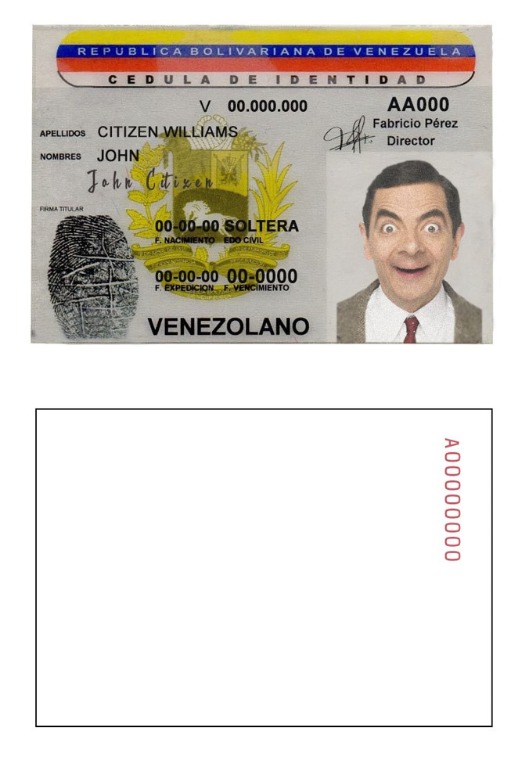 REPUBLICA BOLIVARIANA DE VENEZUELA
CEDULA DE IDENTIDAD
V 00.000.000
AA000
Fabricio Pérez
Director
APELLIDOS CITIZEN WILLIAMS
NOMBRES JOHN
John Citizen
FIRMA TITULAR
00-00-00 SOLTERA
F. NACIMIENTO EDO CIVIL
00-00-00 00-0000
F. EXPEDICION F. VENCIMIENTO
VENEZOLANO
A00000000